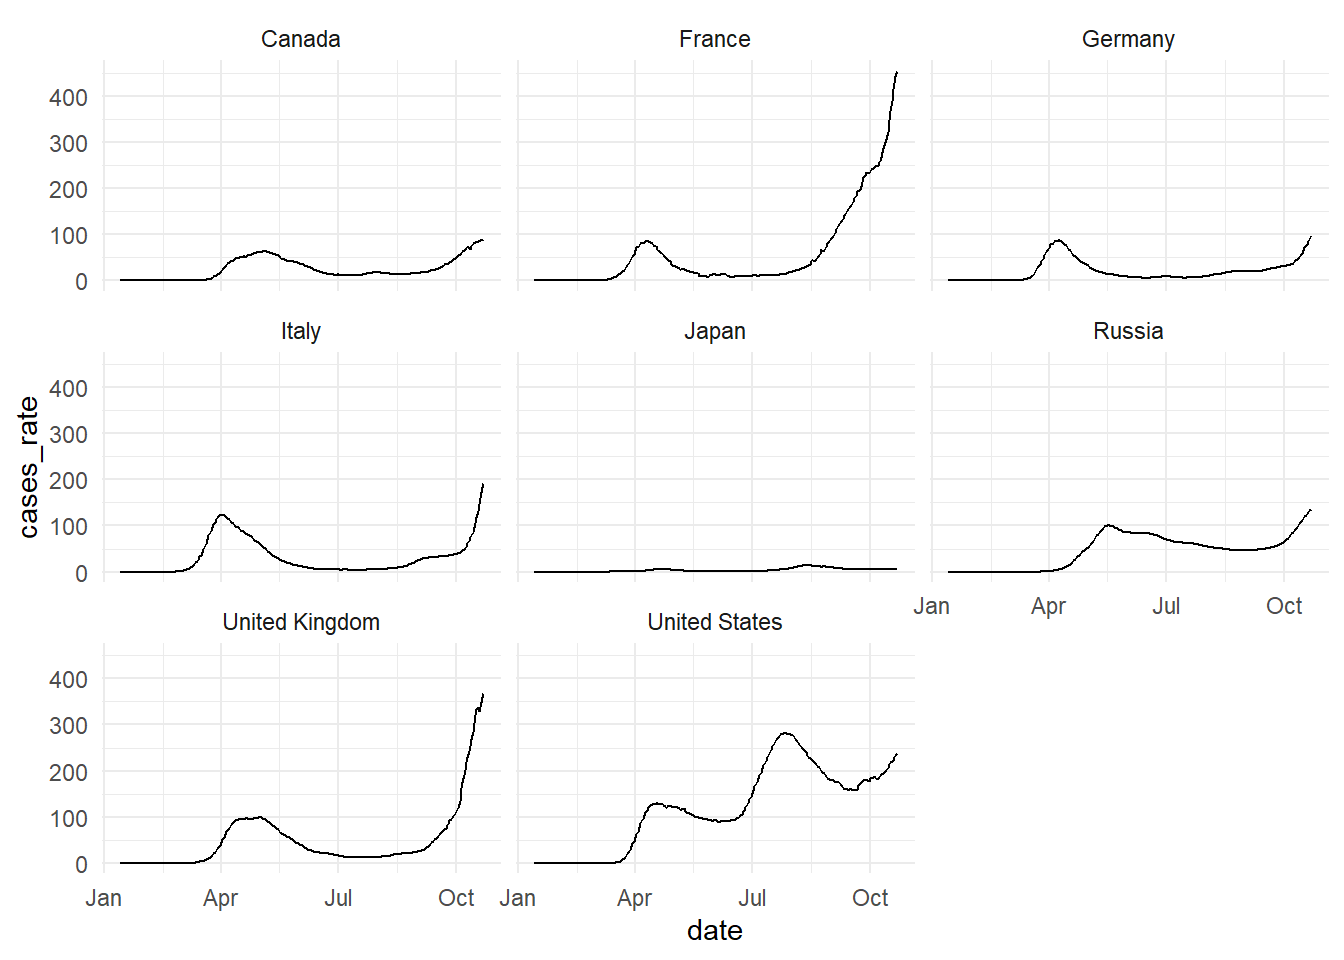 Canada France Germany
400
300
200
100
0
Italy Japan Russia
400
300
200
100
0
cases_rate
Jan Apr Jul Oct
United Kingdom United States
400
300
200
100
0
Jan Apr Jul Oct Jan Apr Jul Oct
date